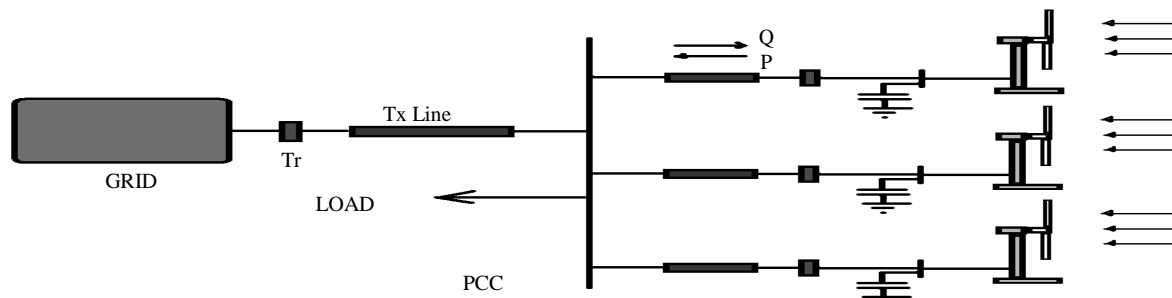 Q
P
Tx Line
Tr
GRID
LOAD
PCC